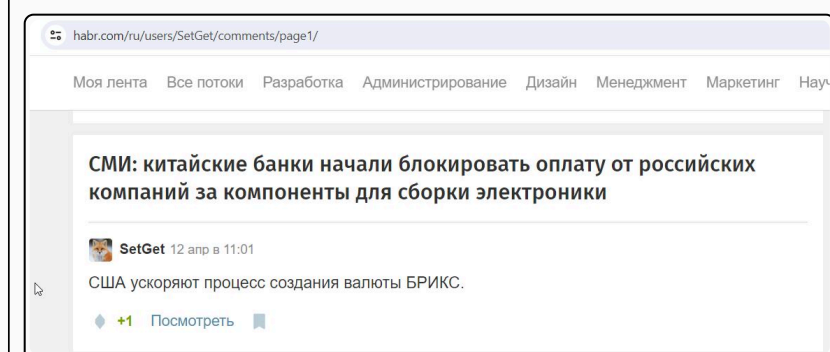 habr.com/ru/users/SetGet/comments/page1/
Моя лента Все потоки Разработка Администрирование Дизайн Менеджмент Маркетинг Науч
СМИ: китайские банки начали блокировать оплату от российских
компаний за компоненты для сборки электроники
SetGet 12 апр в 11:01
США ускоряют процесс создания валюты БРИКС.
+1 Посмотреть